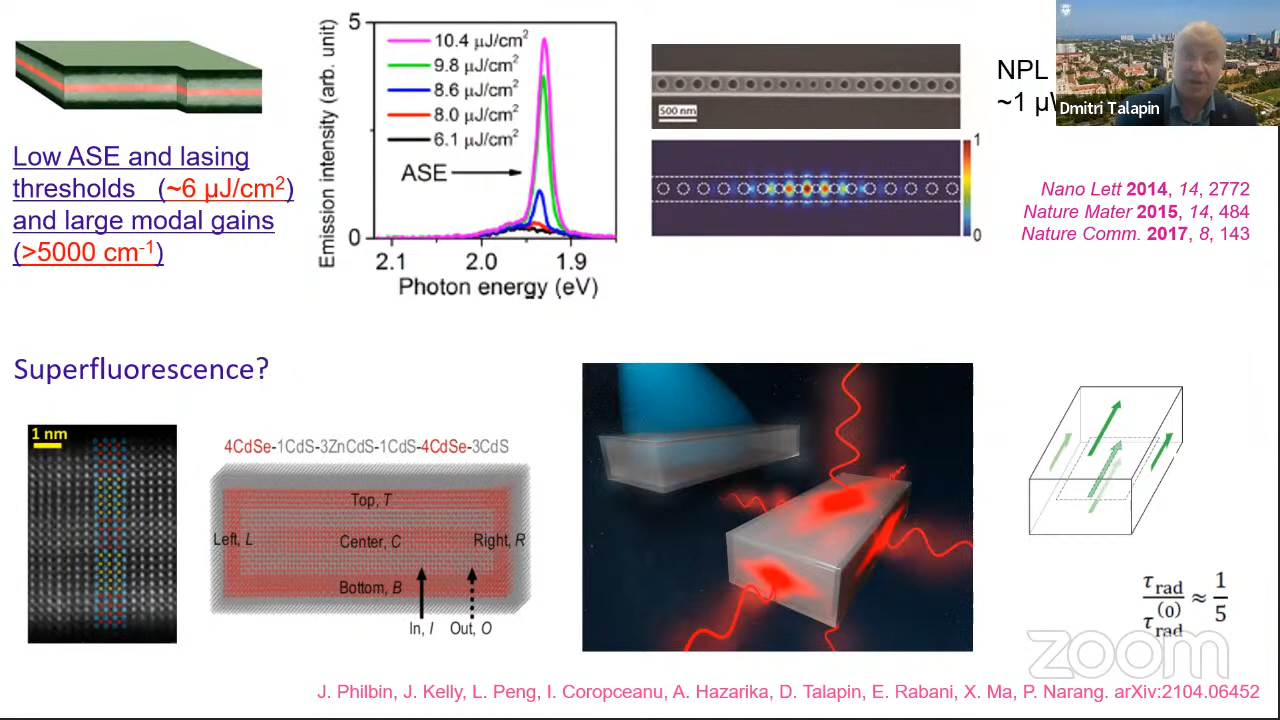 Low ASE and lasing
thresholds (~6 µJ/cm²)
and large modal gains
(>5000 cm⁻¹)
Emission intensity (arb. unit)
5
0
10.4 µJ/cm²
9.8 µJ/cm²
8.6 µJ/cm²
8.0 µJ/cm²
6.1 µJ/cm²
ASE
2.1 2.0 1.9
Photon energy (eV)
500 nm
1
0
NPL
~1
Dmitri Talapin
Nano Lett 2014, 14, 2772
Nature Mater 2015, 14, 484
Nature Comm. 2017, 8, 143
Superfluorescence?
1 nm
4CdSe-1CdS-3ZnCdS-1CdS-4CdSe-3CdS
Top, T
Left, L
Center, C
Right, R
Bottom, B
In, I Out, O
τrad / τrad⁽⁰⁾ ≈ 1/5
zoom
J. Philbin, J. Kelly, L. Peng, I. Coropceanu, A. Hazarika, D. Talapin, E. Rabani, X. Ma, P. Narang. arXiv:2104.06452